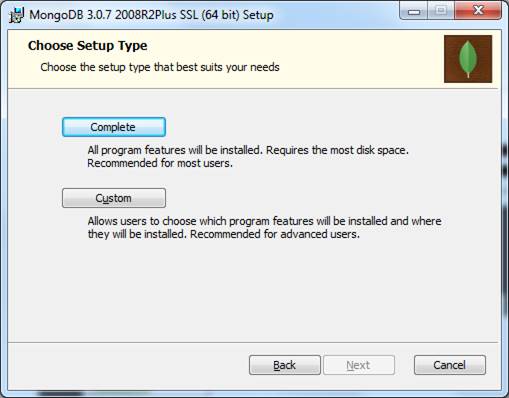 MongoDB 3.0.7 2008R2Plus SSL (64 bit) Setup
Choose Setup Type
Choose the setup type that best suits your needs
Complete
All program features will be installed. Requires the most disk space.
Recommended for most users.
Custom
Allows users to choose which program features will be installed and where
they will be installed. Recommended for advanced users.
Back Next Cancel